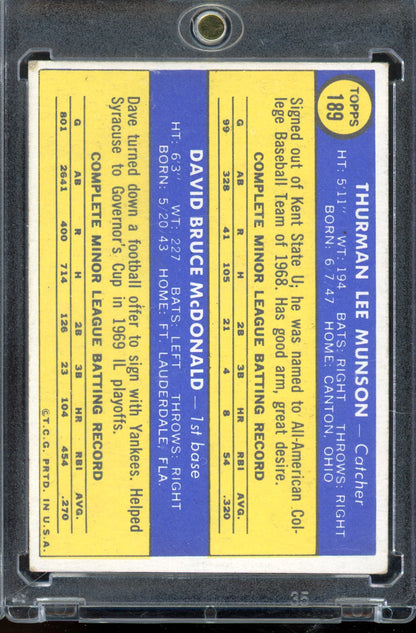 TOPPS
189
THURMAN LEE MUNSON — Catcher
HT: 5'11" WT: 194 BATS: RIGHT THROWS: RIGHT
BORN: 6 7 47 HOME: CANTON, OHIO
Signed out of Kent State U, he was named to All-American Col-
lege Baseball Team of 1968. Has good arm, great desire.
COMPLETE MINOR LEAGUE BATTING RECORD
G AB R H 2B 3B HR RBI AVG.
99 328 41 105 21 4 8 54 .320
DAVID BRUCE McDONALD — 1st base
HT: 6'3" WT: 227 BATS: LEFT THROWS: RIGHT
BORN: 5 20 43 HOME: FT. LAUDERDALE, FLA.
Dave turned down a football offer to sign with Yankees. Helped
Syracuse to Governor's Cup in 1969 IL playoffs.
COMPLETE MINOR LEAGUE BATTING RECORD
G AB R H 2B 3B HR RBI AVG.
801 2641 400 714 126 23 104 454 .270
©T.C.G. PRTD. IN U.S.A.
35